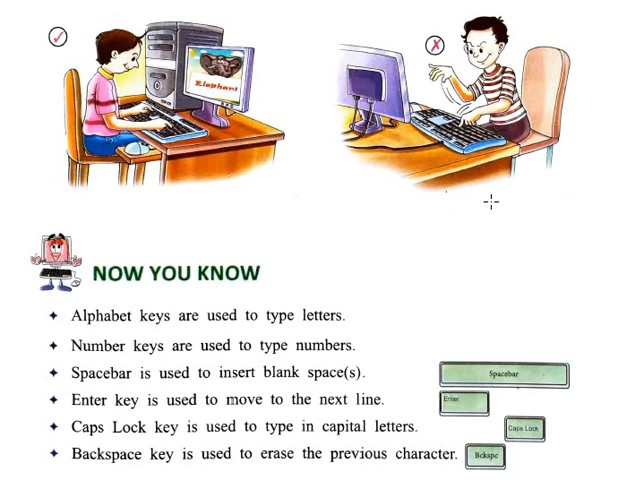 Elephant
NOW YOU KNOW
Alphabet keys are used to type letters.
Number keys are used to type numbers.
Spacebar is used to insert blank space(s).
Spacebar
Enter key is used to move to the next line.
Enter
Caps Lock key is used to type in capital letters.
Caps Lock
Backspace key is used to erase the previous character.
Bckspc